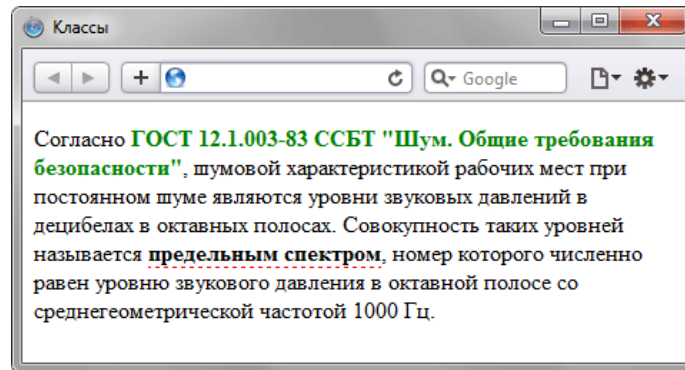 Классы
Google
Согласно ГОСТ 12.1.003-83 ССБТ "Шум. Общие требования
безопасности", шумовой характеристикой рабочих мест при
постоянном шуме являются уровни звуковых давлений в
децибелах в октавных полосах. Совокупность таких уровней
называется предельным спектром, номер которого численно
равен уровню звукового давления в октавной полосе со
среднегеометрической частотой 1000 Гц.